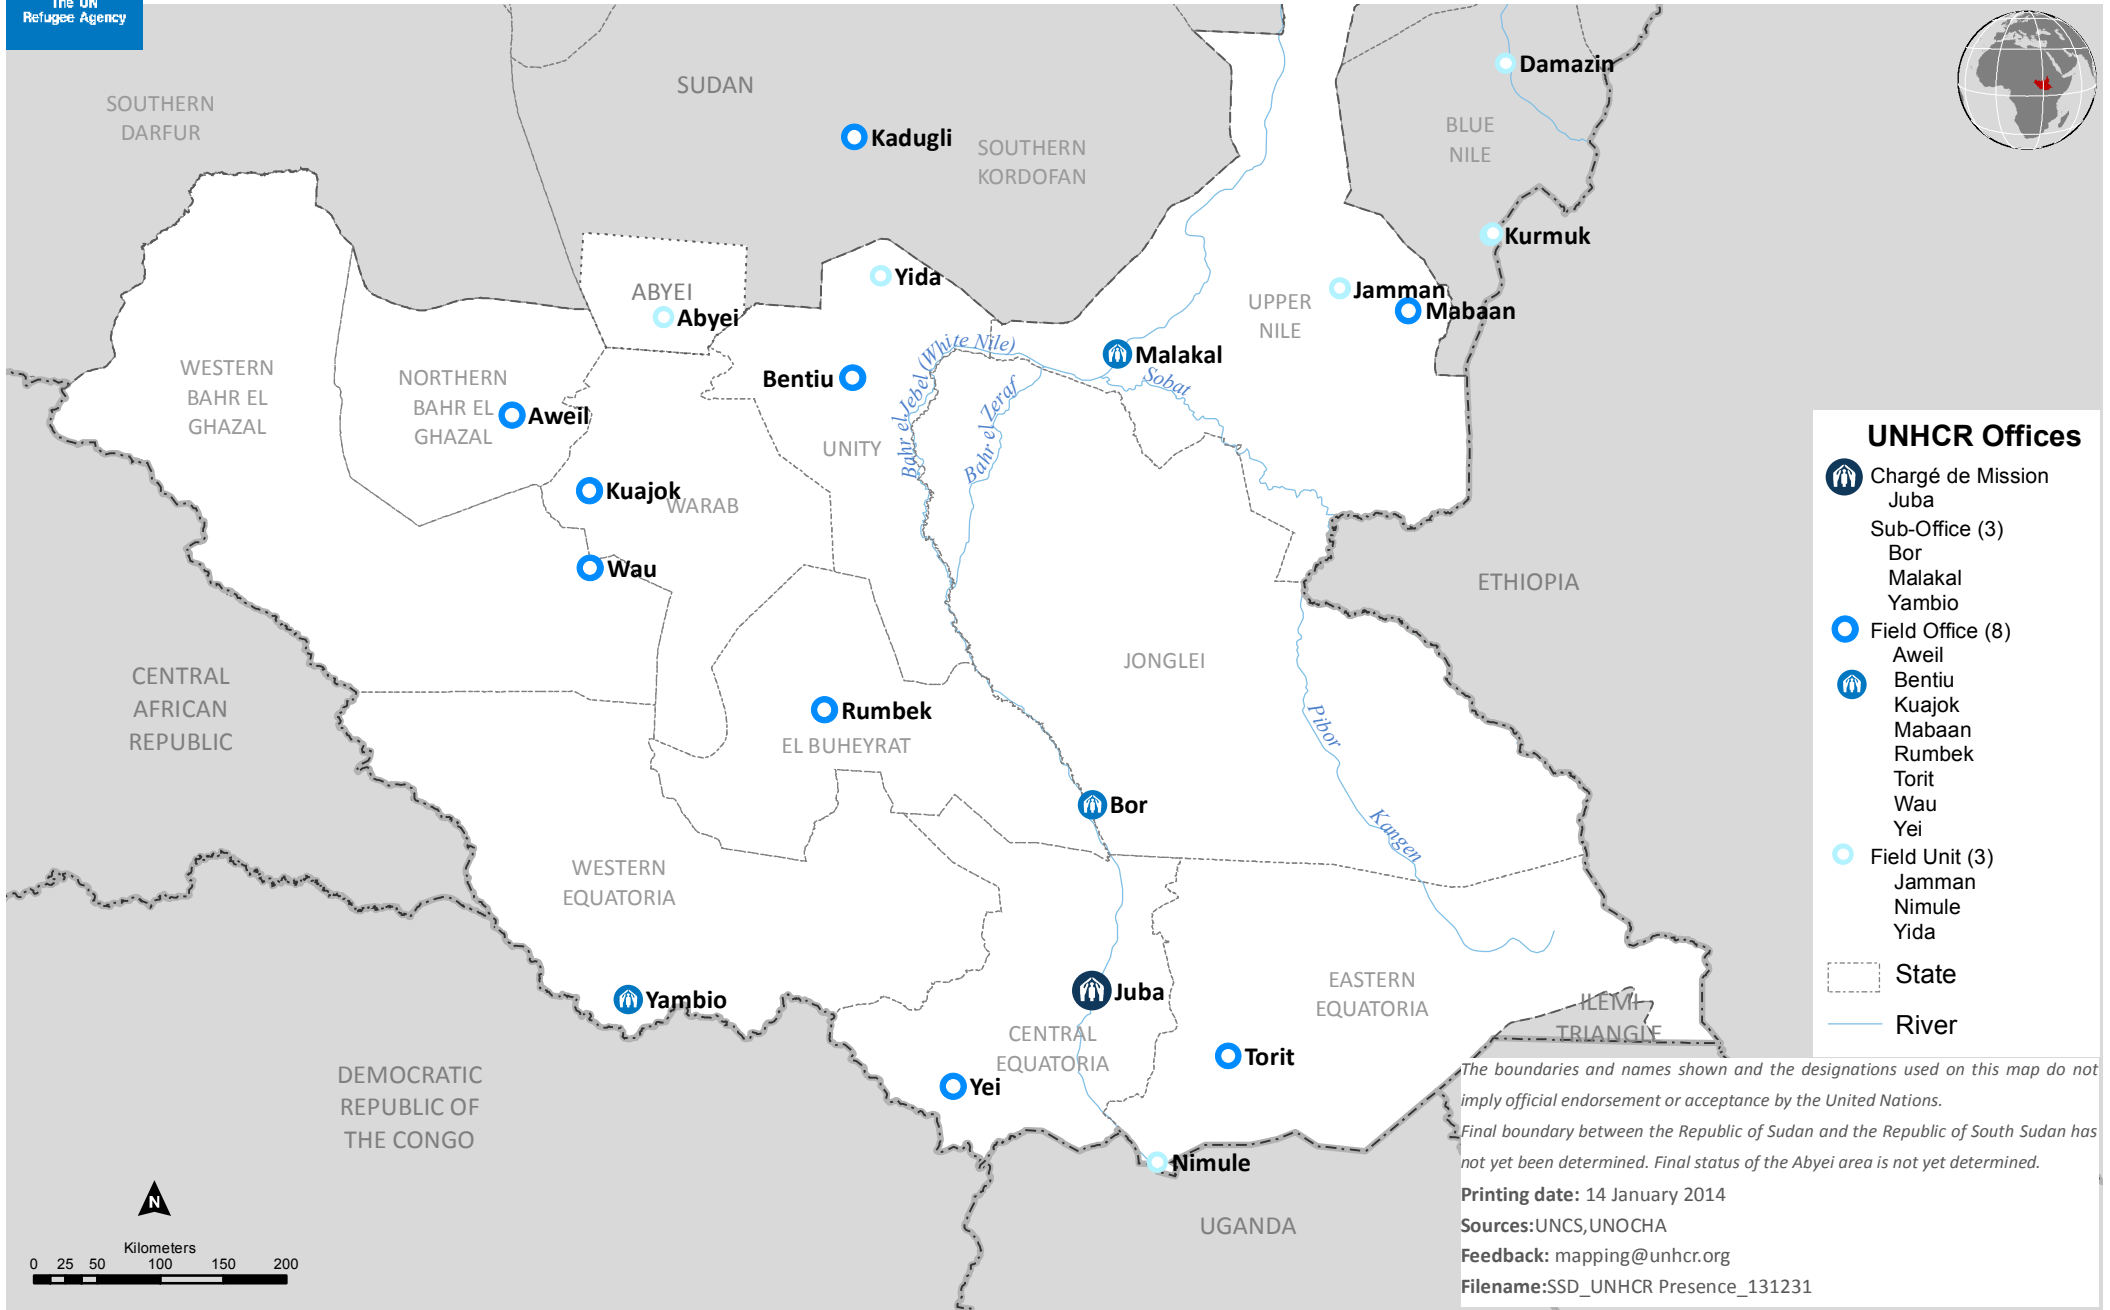 The UN
Refugee Agency
SUDAN
SOUTHERN
DARFUR
Kadugli
SOUTHERN
KORDOFAN
Damazin
BLUE
NILE
Kurmuk
Yida
ABYEI
Abyei
Jamman
Mabaan
UPPER
NILE
Malakal
Sobat
Bahr el Jebel (White Nile)
Bahr el Zeraf
Bentiu
UNITY
WESTERN
BAHR EL
GHAZAL
NORTHERN
BAHR EL
GHAZAL
Aweil
Kuajok
WARAB
Wau
ETHIOPIA
JONGLEI
CENTRAL
AFRICAN
REPUBLIC
Rumbek
EL BUHEYRAT
Pibor
Kangen
Bor
WESTERN
EQUATORIA
Yambio
Juba
CENTRAL
EQUATORIA
EASTERN
EQUATORIA
ILEMI
TRIANGLE
Torit
Yei
Nimule
DEMOCRATIC
REPUBLIC OF
THE CONGO
UGANDA
N
Kilometers
0 25 50 100 150 200
UNHCR Offices
Chargé de Mission
Juba
Sub-Office (3)
Bor
Malakal
Yambio
Field Office (8)
Aweil
Bentiu
Kuajok
Mabaan
Rumbek
Torit
Wau
Yei
Field Unit (3)
Jamman
Nimule
Yida
State
River
The boundaries and names shown and the designations used on this map do not
imply official endorsement or acceptance by the United Nations.
Final boundary between the Republic of Sudan and the Republic of South Sudan has
not yet been determined. Final status of the Abyei area is not yet determined.
Printing date: 14 January 2014
Sources:UNCS,UNOCHA
Feedback: mapping@unhcr.org
Filename:SSD_UNHCR Presence_131231